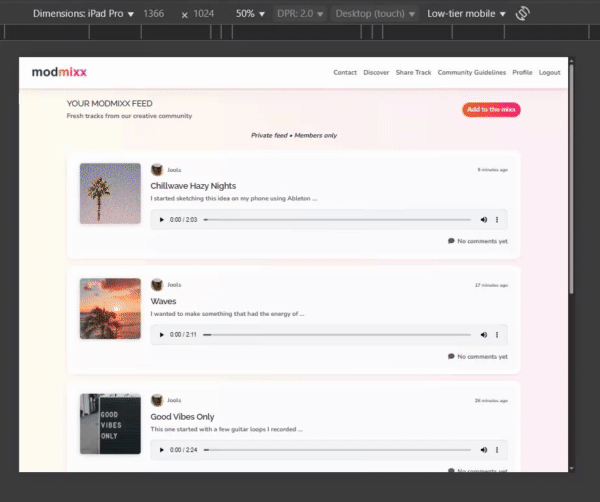 Dimensions: iPad Pro ▼ 1366 × 1024 50% ▼ DPR: 2.0 ▼ Desktop (touch) ▼ Low-tier mobile ▼
modmixx Contact Discover Share Track Community Guidelines Profile Logout
YOUR MODMIXX FEED
Fresh tracks from our creative community
Add to the mixx
Private feed • Members only
Jools 9 minutes ago
Chillwave Hazy Nights
I started sketching this idea on my phone using Ableton ...
0:00 / 2:03
No comments yet
Jools 17 minutes ago
Waves
I wanted to make something that had the energy of ...
0:00 / 2:11
No comments yet
GOOD
VIBES
ONLY
Jools 26 minutes ago
Good Vibes Only
This one started with a few guitar loops I recorded ...
0:00 / 2:24
No comments yet